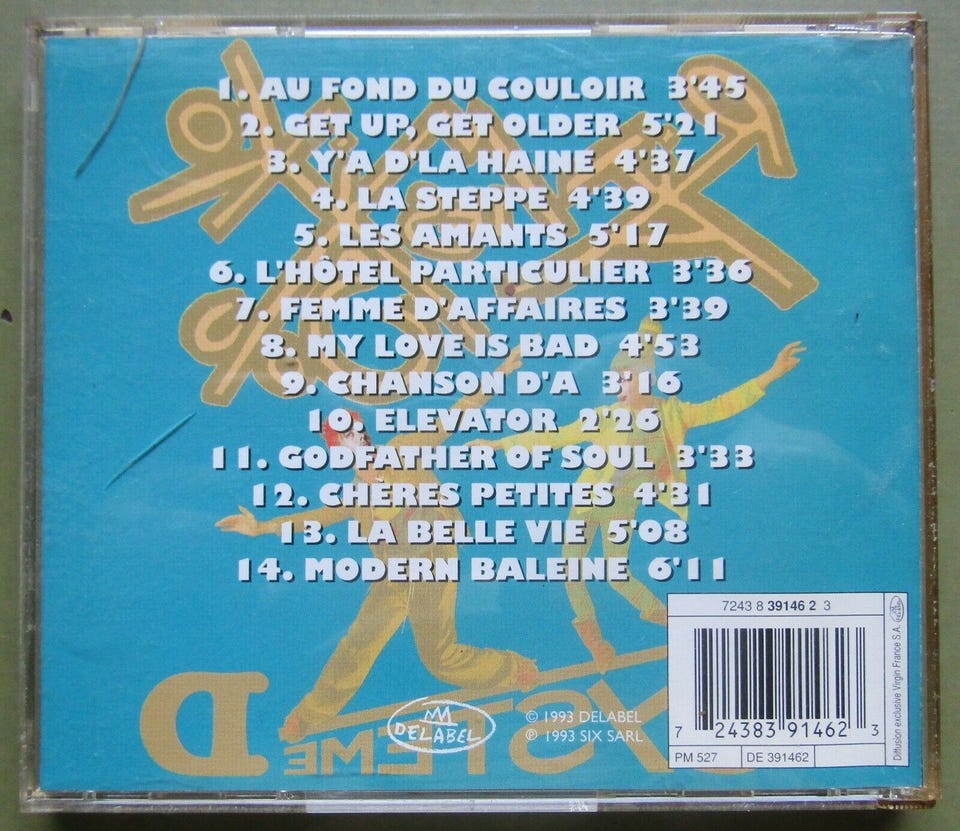 1. AU FOND DU COULOIR 3'45
2. GET UP, GET OLDER 5'21
3. Y'A D'LA HAINE 4'37
4. LA STEPPE 4'39
5. LES AMANTS 5'17
6. L'HÔTEL PARTICULIER 3'36
7. FEMME D'AFFAIRES 3'39
8. MY LOVE IS BAD 4'53
9. CHANSON D'A 3'16
10. ELEVATOR 2'26
11. GODFATHER OF SOUL 3'33
12. CHÈRES PETITES 4'31
13. LA BELLE VIE 5'08
14. MODERN BALEINE 6'11
SYSTEME D
DELABEL
© 1993 DELABEL
℗ 1993 SIX SARL
7243 8 39146 2 3
7 24383 91462 3
PM 527
DE 391462
Diffusion exclusive Virgin France S.A.
DELABEL